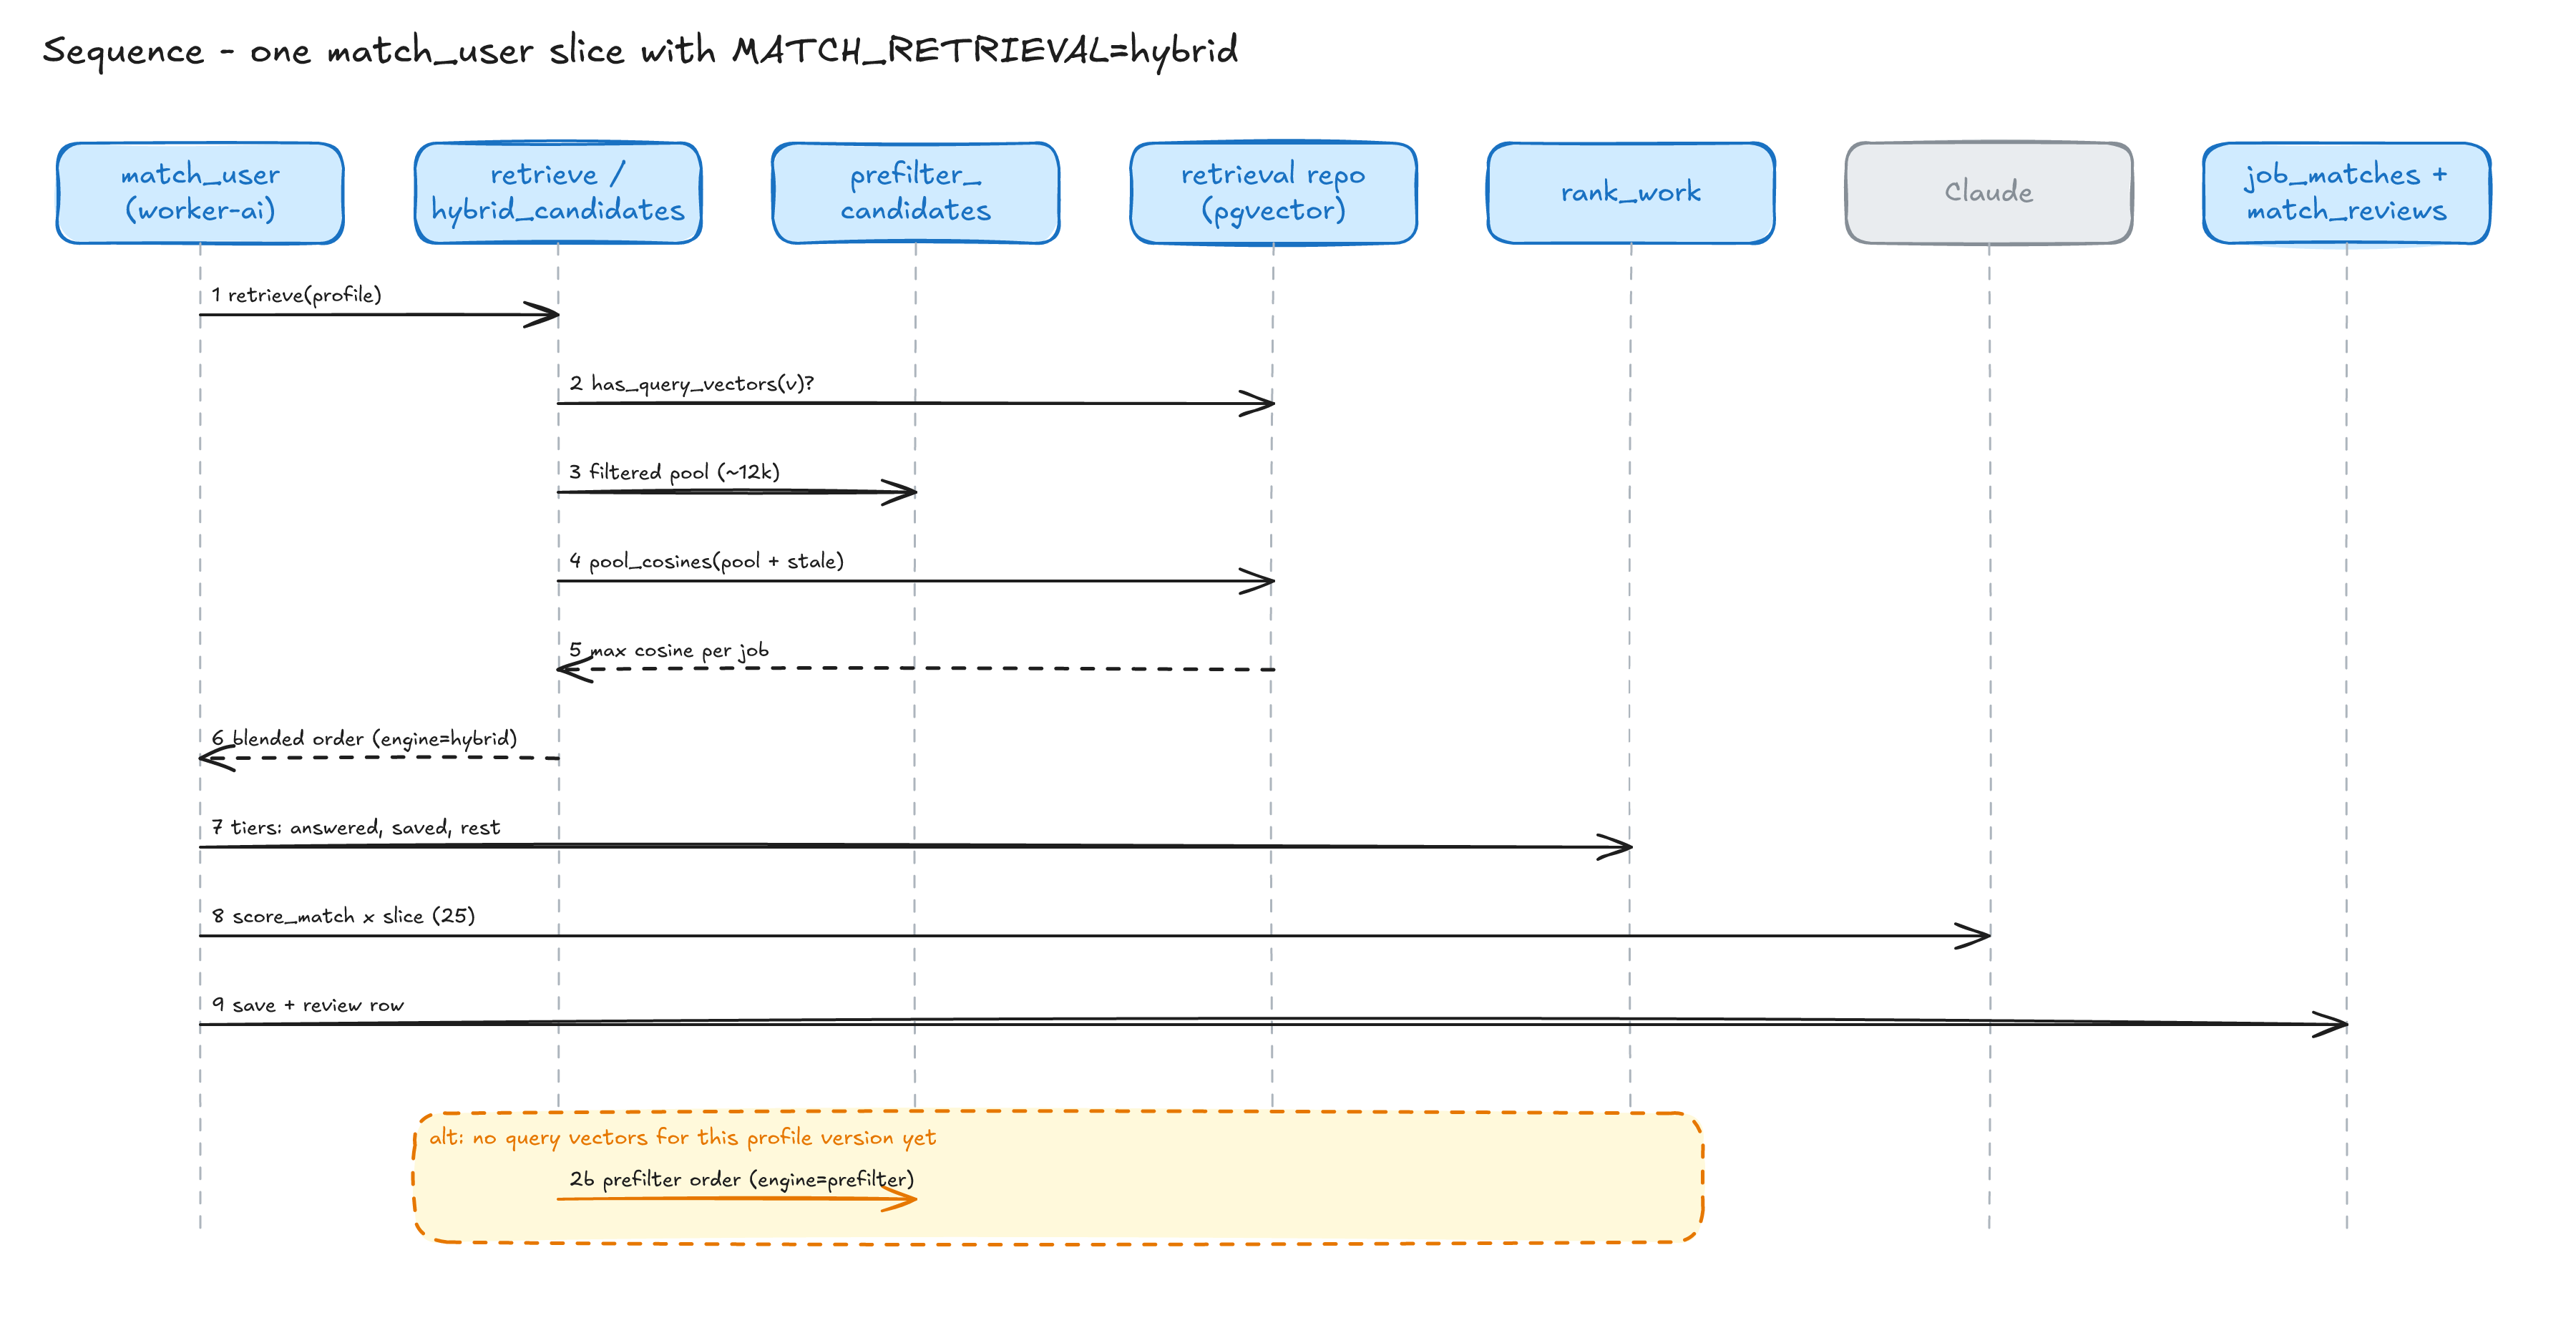 Sequence - one match_user slice with MATCH_RETRIEVAL=hybrid
match_user
(worker-ai)
retrieve /
hybrid_candidates
prefilter_
candidates
retrieval repo
(pgvector)
rank_work
Claude
job_matches +
match_reviews
1 retrieve(profile)
2 has_query_vectors(v)?
3 filtered pool (~12k)
4 pool_cosines(pool + stale)
5 max cosine per job
6 blended order (engine=hybrid)
7 tiers: answered, saved, rest
8 score_match x slice (25)
9 save + review row
alt: no query vectors for this profile version yet
2b prefilter order (engine=prefilter)